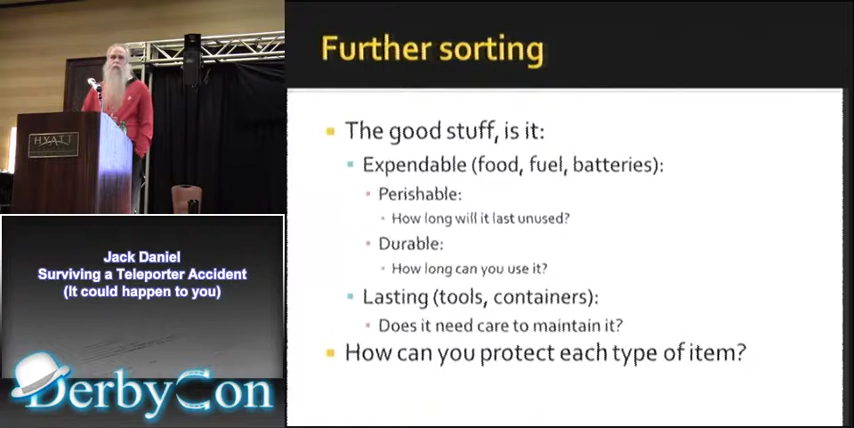 HYATT
Jack Daniel
Surviving a Teleporter Accident
(It could happen to you)
DerbyCon
Further sorting
The good stuff, is it:
Expendable (food, fuel, batteries):
Perishable:
How long will it last unused?
Durable:
How long can you use it?
Lasting (tools, containers):
Does it need care to maintain it?
How can you protect each type of item?